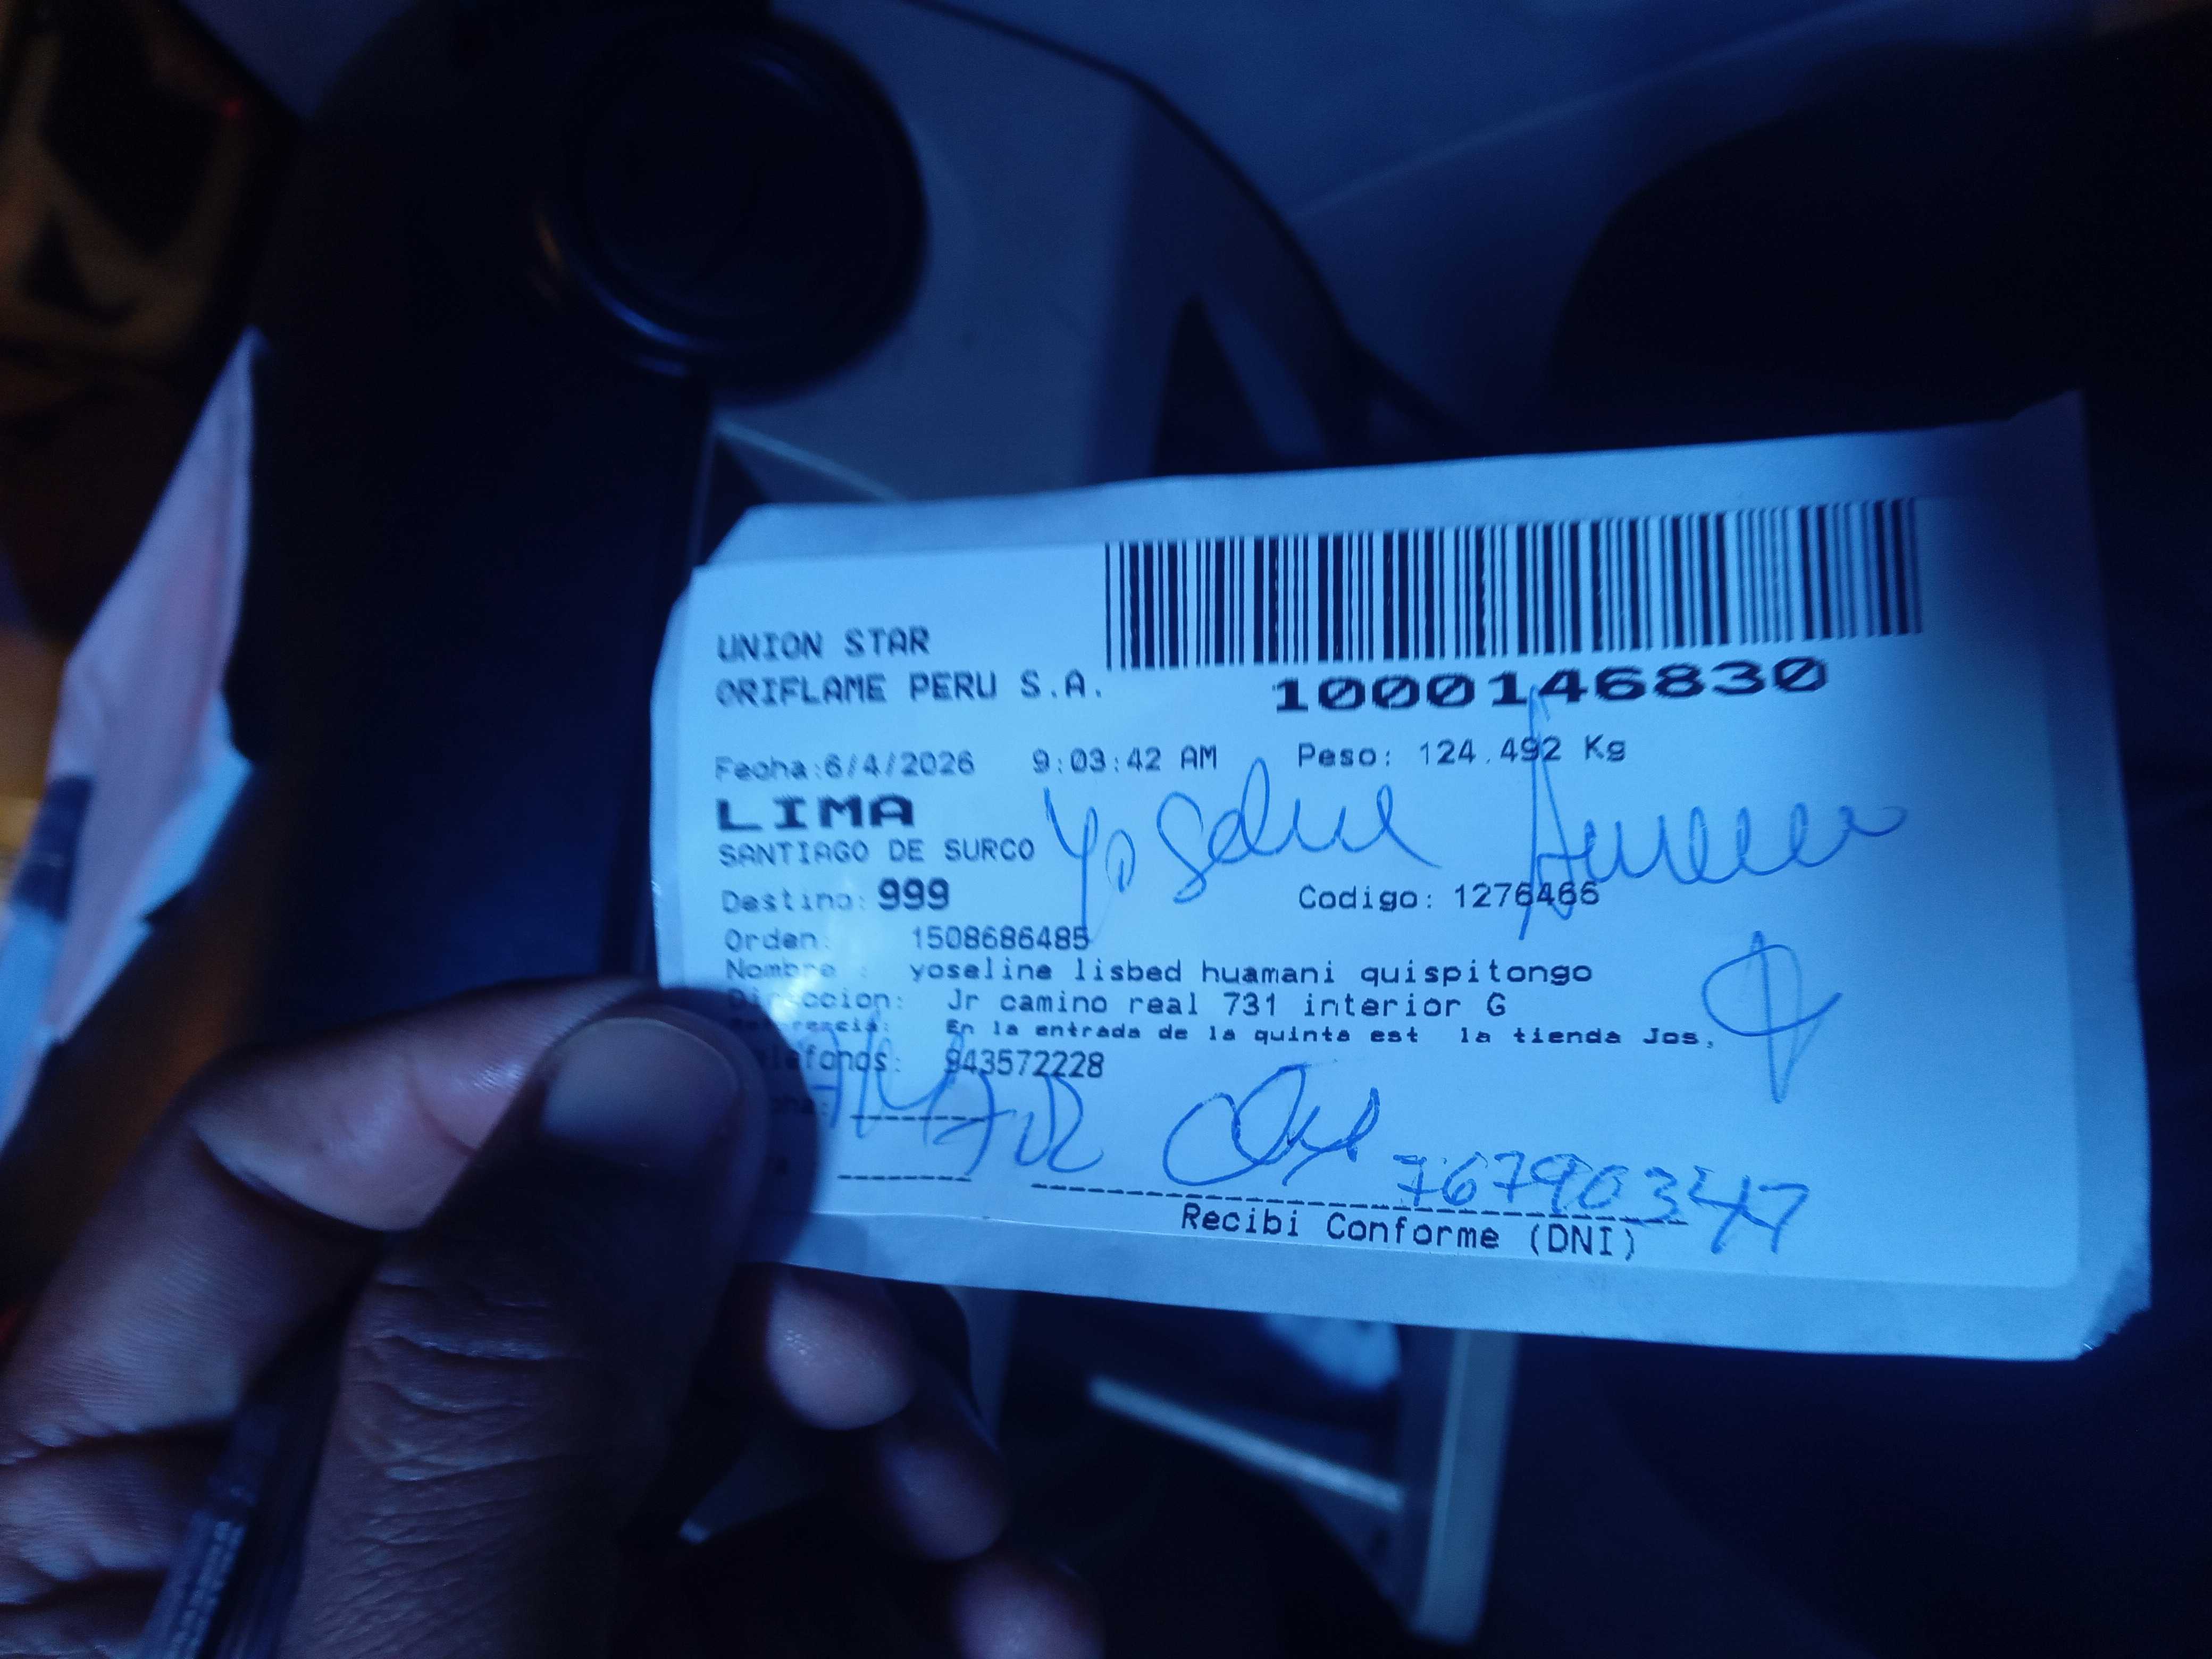 UNION STAR
ORIFLAME PERU S.A.
1000146830
Fecha:6/4/2026 9:03:42 AM Peso: 124.492 Kg
LIMA
SANTIAGO DE SURCO
Destino: 999 Codigo: 1276466
Orden: 1508686485
Nombre : yoseline lisbed huamani quispitongo
Direccion: Jr camino real 731 interior G
En la entrada de la quinta est la tienda Jos,
943572228
Recibi Conforme (DNI)